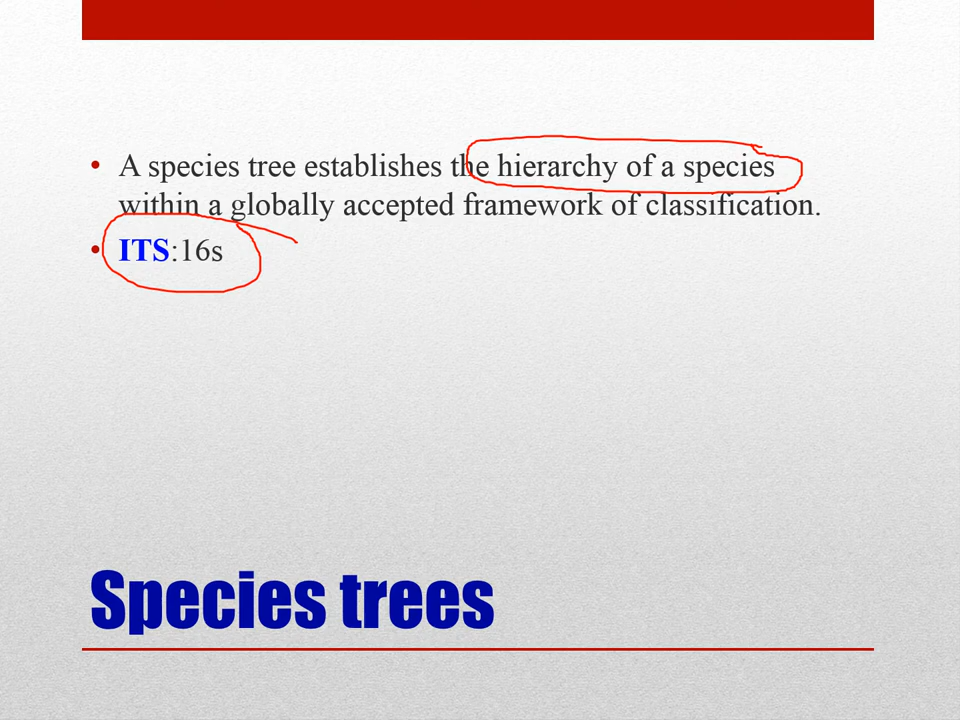 • A species tree establishes the hierarchy of a species
within a globally accepted framework of classification.
• ITS:16s
Species trees